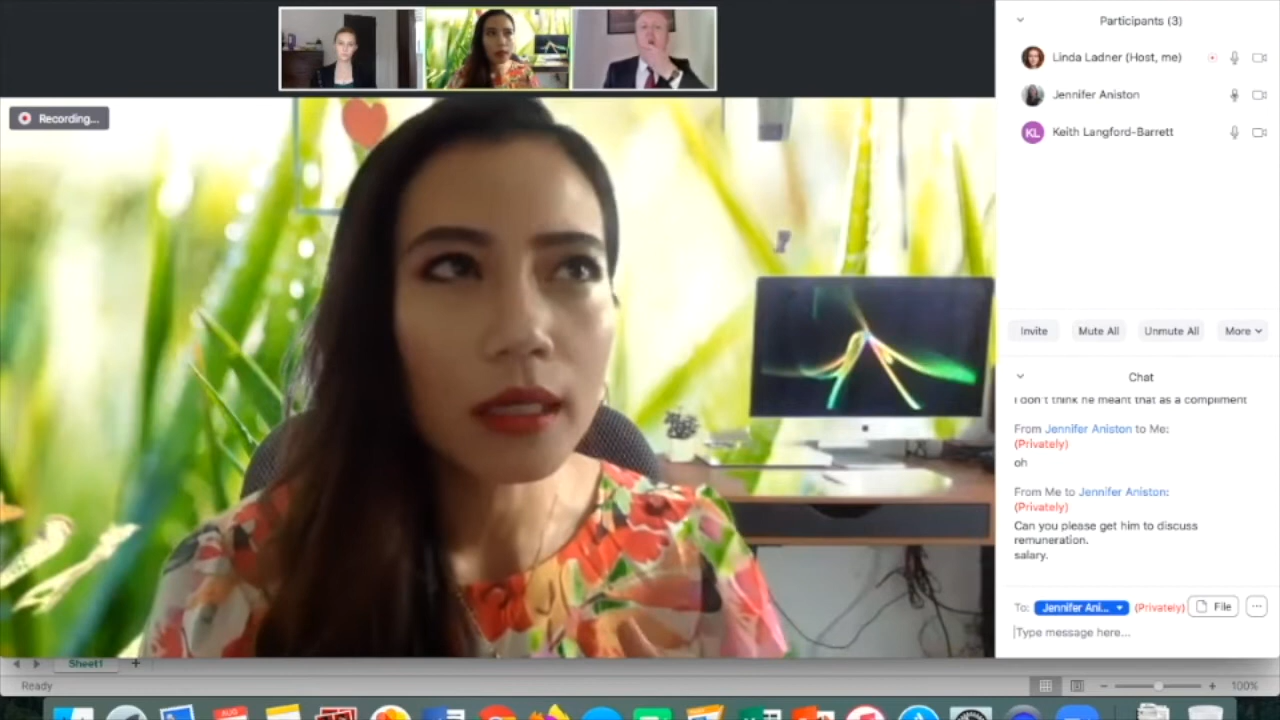 Recording...
Participants (3)
Linda Ladner (Host, me)
Jennifer Aniston
KL Keith Langford-Barrett
Invite
Mute All
Unmute All
More
Chat
I don't think he meant that as a compliment
From Jennifer Aniston to Me:
(Privately)
oh
From Me to Jennifer Aniston:
(Privately)
Can you please get him to discuss
remuneration.
salary.
To: Jennifer Ani... (Privately) File
Type message here...
Sheet1
Ready
100%
AUG